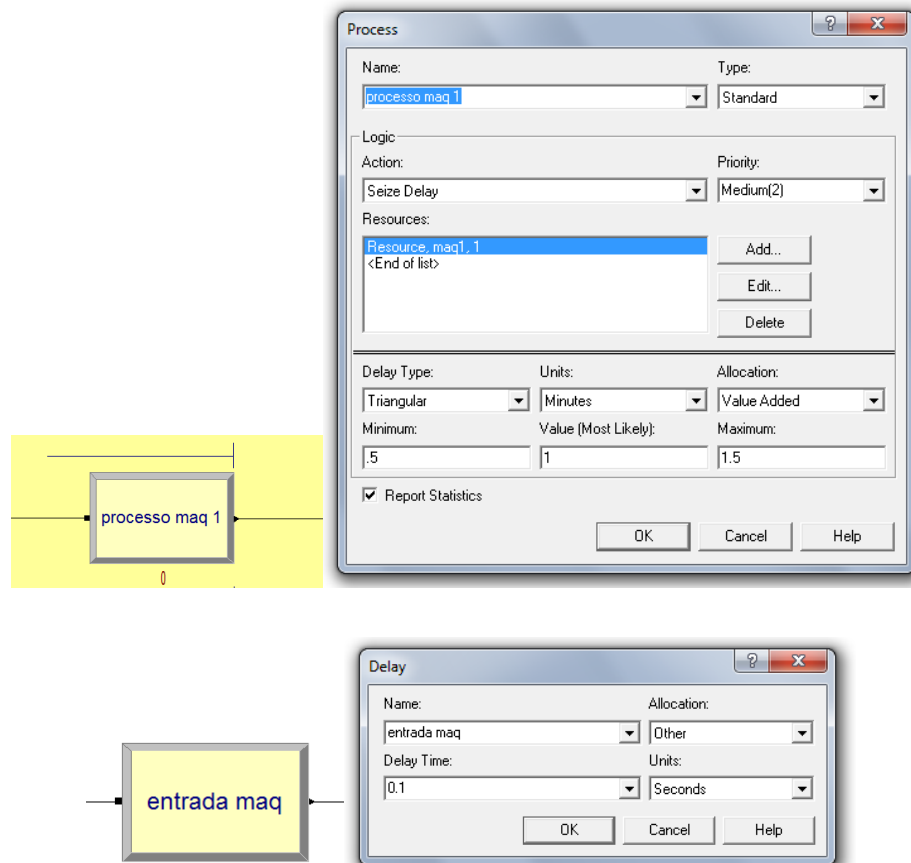 Process
Name:
Type:
processo maq 1
Standard
Logic
Action:
Priority:
Seize Delay
Medium(2)
Resources:
Resource, maq1, 1
<End of list>
Add...
Edit...
Delete
Delay Type:
Units:
Allocation:
Triangular
Minutes
Value Added
Minimum:
Value (Most Likely):
Maximum:
.5
1
1.5
Report Statistics
OK
Cancel
Help
processo maq 1
0
Delay
Name:
Allocation:
entrada maq
Other
Delay Time:
Units:
0.1
Seconds
OK
Cancel
Help
entrada maq